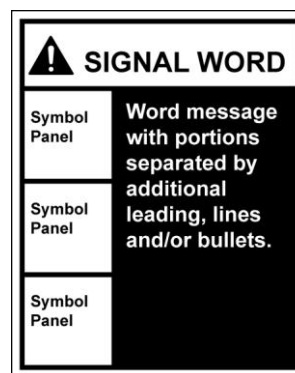 SIGNAL WORD
Symbol
Panel
Symbol
Panel
Symbol
Panel
Word message
with portions
separated by
additional
leading, lines
and/or bullets.